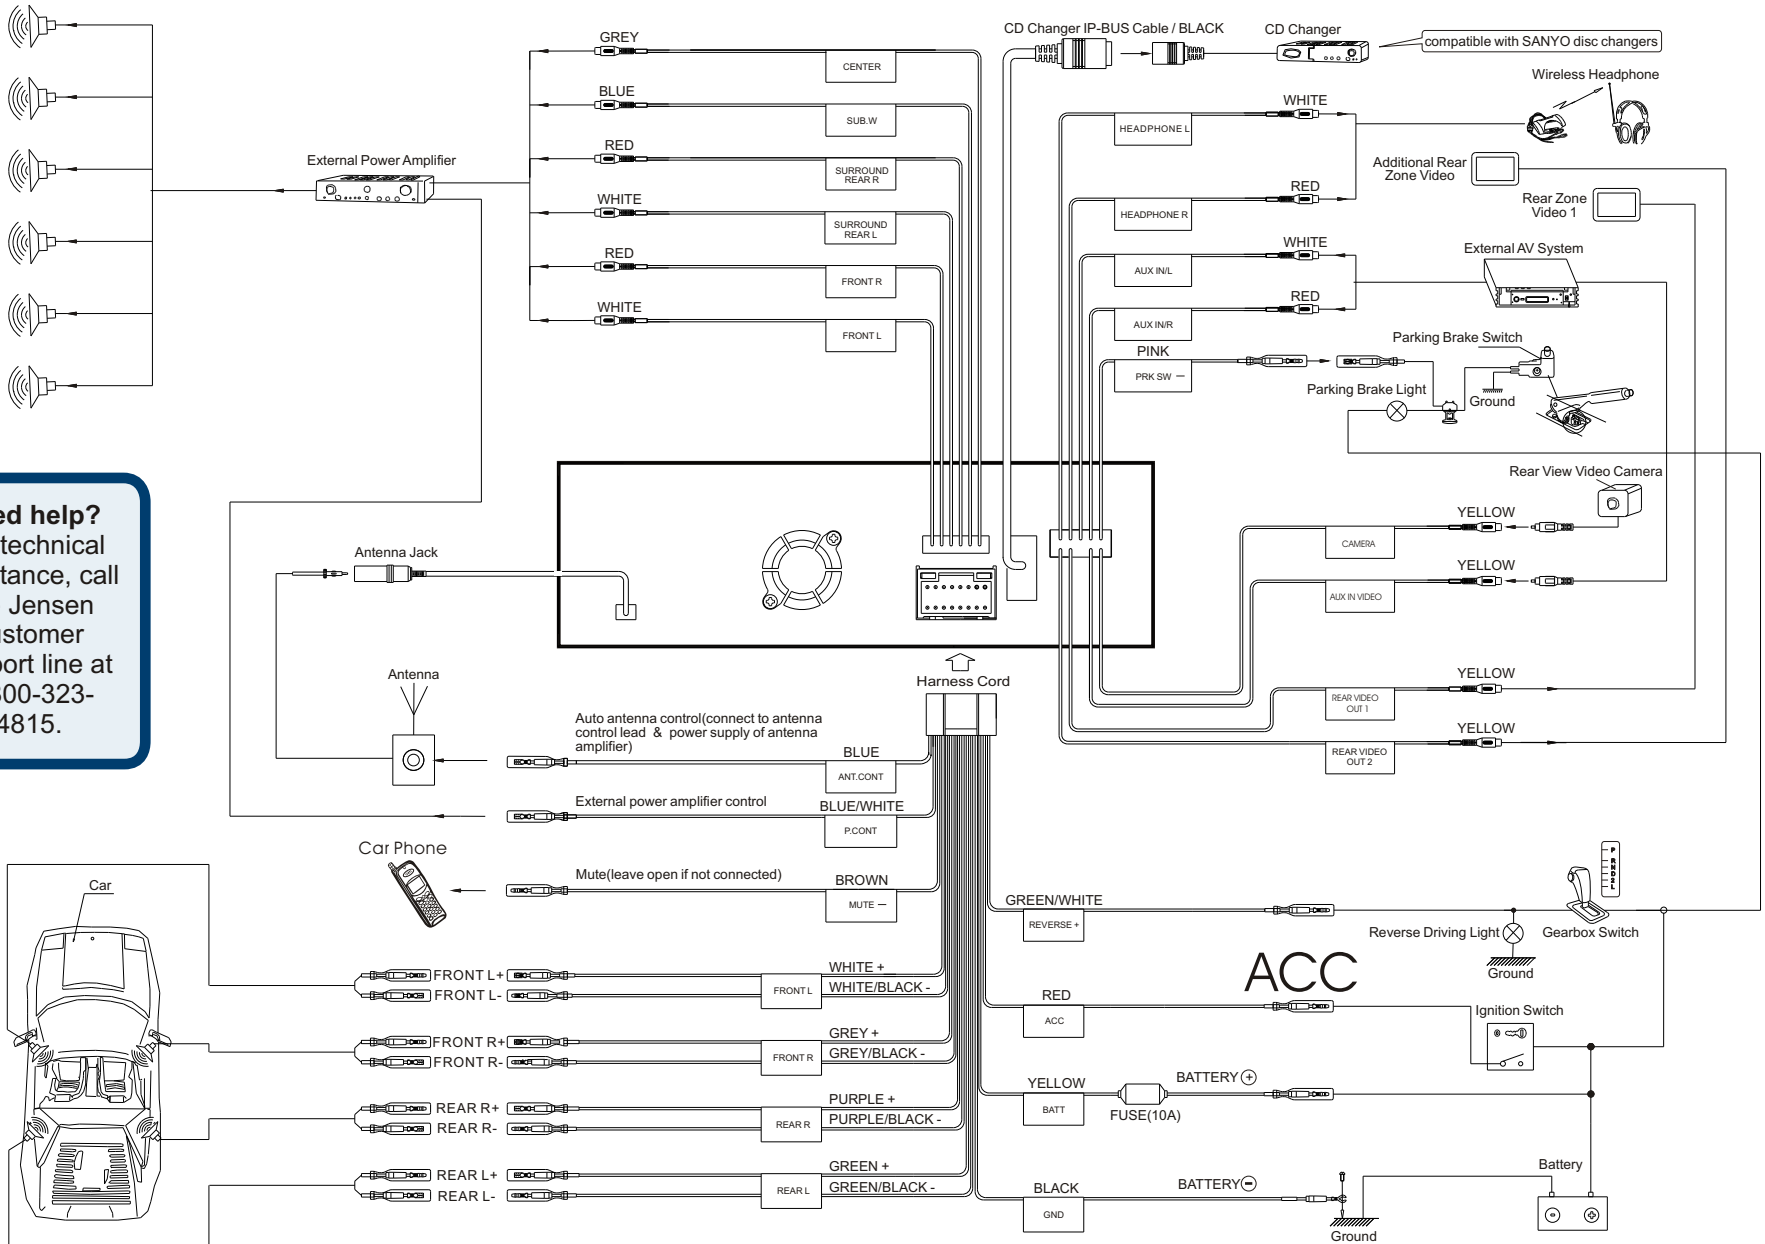 GREY
CENTER
BLUE
SUB.W
RED
SURROUND
REAR R
WHITE
SURROUND
REAR L
RED
FRONT R
WHITE
FRONT L
External Power Amplifier
CD Changer IP-BUS Cable / BLACK
CD Changer
compatible with SANYO disc changers
Wireless Headphone
WHITE
HEADPHONE L
RED
HEADPHONE R
Additional Rear
Zone Video
Rear Zone
Video 1
External AV System
WHITE
AUX IN/L
RED
AUX IN/R
PINK
PRK SW —
Parking Brake Switch
Parking Brake Light
Ground
Rear View Video Camera
YELLOW
CAMERA
YELLOW
AUX IN VIDEO
YELLOW
REAR VIDEO
OUT 1
YELLOW
REAR VIDEO
OUT 2
help?
technical
call
Jensen
line at
4815.
Antenna Jack
Antenna
Harness Cord
Auto antenna control(connect to antenna
control lead & power supply of antenna
amplifier)
BLUE
ANT.CONT
External power amplifier control
BLUE/WHITE
P.CONT
Car Phone
Mute(leave open if not connected)
BROWN
MUTE —
Car
FRONT L+
FRONT L-
WHITE +
FRONT L
WHITE/BLACK -
FRONT R+
FRONT R-
GREY +
FRONT R
GREY/BLACK -
REAR R+
REAR R-
PURPLE +
REAR R
PURPLE/BLACK -
REAR L+
REAR L-
GREEN +
REAR L
GREEN/BLACK -
GREEN/WHITE
REVERSE +
P
R
N
D
2
L
Reverse Driving Light
Gearbox Switch
Ground
ACC
RED
ACC
Ignition Switch
YELLOW
BATT
FUSE(10A)
BATTERY +
BLACK
GND
BATTERY -
Ground
Battery
- +